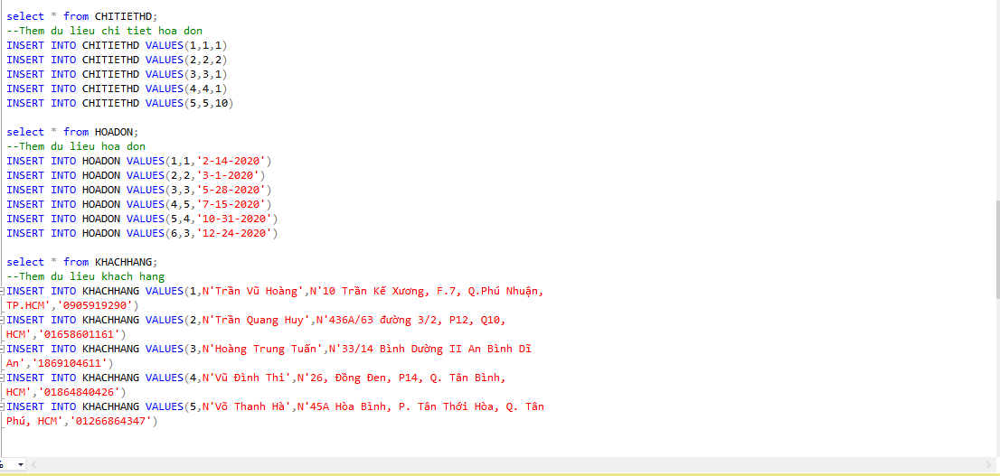 select * from CHITIETHD;
--Them du lieu chi tiet hoa don
INSERT INTO CHITIETHD VALUES(1,1,1)
INSERT INTO CHITIETHD VALUES(2,2,2)
INSERT INTO CHITIETHD VALUES(3,3,1)
INSERT INTO CHITIETHD VALUES(4,4,1)
INSERT INTO CHITIETHD VALUES(5,5,10)
select * from HOADON;
--Them du lieu hoa don
INSERT INTO HOADON VALUES(1,1,'2-14-2020')
INSERT INTO HOADON VALUES(2,2,'3-1-2020')
INSERT INTO HOADON VALUES(3,3,'5-28-2020')
INSERT INTO HOADON VALUES(4,5,'7-15-2020')
INSERT INTO HOADON VALUES(5,4,'10-31-2020')
INSERT INTO HOADON VALUES(6,3,'12-24-2020')
select * from KHACHHANG;
--Them du lieu khach hang
INSERT INTO KHACHHANG VALUES(1,N'Trần Vũ Hoàng',N'10 Trần Kế Xương, F.7, Q.Phú Nhuận,
TP.HCM','0905919290')
INSERT INTO KHACHHANG VALUES(2,N'Trần Quang Huy',N'436A/63 đường 3/2, P12, Q10,
HCM','01658601161')
INSERT INTO KHACHHANG VALUES(3,N'Hoàng Trung Tuấn',N'33/14 Bình Dường II An Bình Dĩ
An','1869104611')
INSERT INTO KHACHHANG VALUES(4,N'Vũ Đình Thi',N'26, Đồng Đen, P14, Q. Tân Bình,
HCM','01864840426')
INSERT INTO KHACHHANG VALUES(5,N'Võ Thanh Hà',N'45A Hòa Bình, P. Tân Thới Hòa, Q. Tân
Phú, HCM','01266864347')